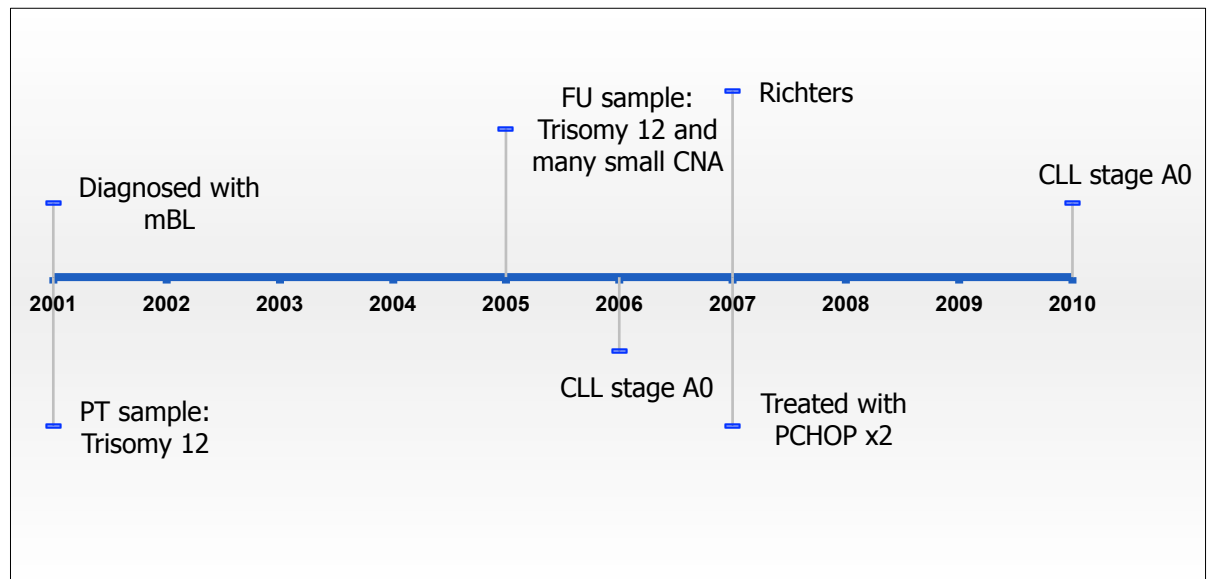 Diagnosed with
mBL
FU sample:
Trisomy 12 and
many small CNA
Richters
CLL stage A0
2001 2002 2003 2004 2005 2006 2007 2008 2009 2010
PT sample:
Trisomy 12
CLL stage A0
Treated with
PCHOP x2